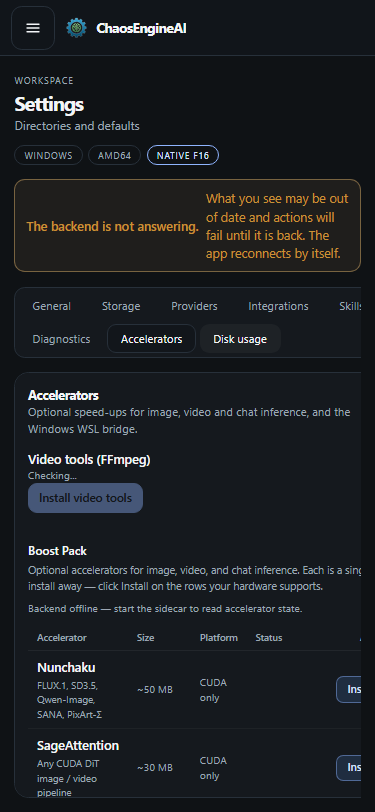 ChaosEngineAI
WORKSPACE
Settings
Directories and defaults
WINDOWS AMD64 NATIVE F16
The backend is not answering.
What you see may be out
of date and actions will
fail until it is back. The
app reconnects by itself.
General Storage Providers Integrations Skills
Diagnostics Accelerators Disk usage
Accelerators
Optional speed-ups for image, video and chat inference, and the
Windows WSL bridge.
Video tools (FFmpeg)
Checking...
Install video tools
Boost Pack
Optional accelerators for image, video, and chat inference. Each is a sing
install away — click Install on the rows your hardware supports.
Backend offline — start the sidecar to read accelerator state.
Accelerator Size Platform Status
Nunchaku
FLUX.1, SD3.5,
Qwen-Image,
SANA, PixArt-Σ
~50 MB
CUDA
only
Ins
SageAttention
Any CUDA DiT
image / video
pipeline
~30 MB
CUDA
only
Ins